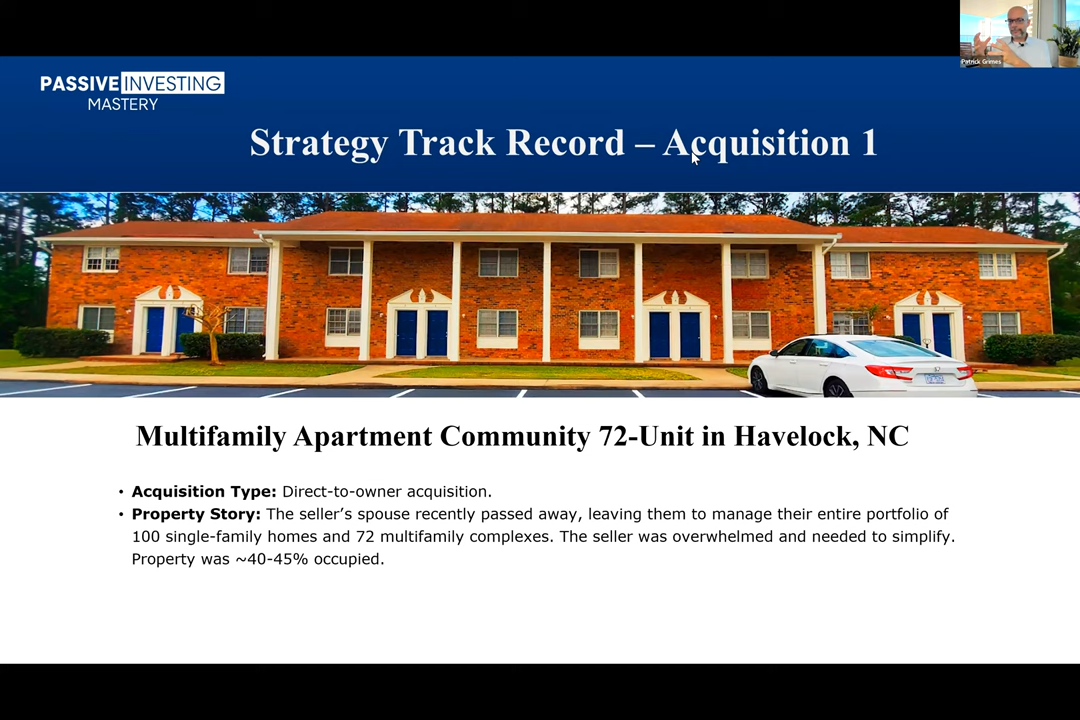 Patrick Grimes
PASSIVE INVESTING
MASTERY
Strategy Track Record – Acquisition 1
Multifamily Apartment Community 72-Unit in Havelock, NC
• Acquisition Type: Direct-to-owner acquisition.
• Property Story: The seller’s spouse recently passed away, leaving them to manage their entire portfolio of
100 single-family homes and 72 multifamily complexes. The seller was overwhelmed and needed to simplify.
Property was ~40-45% occupied.